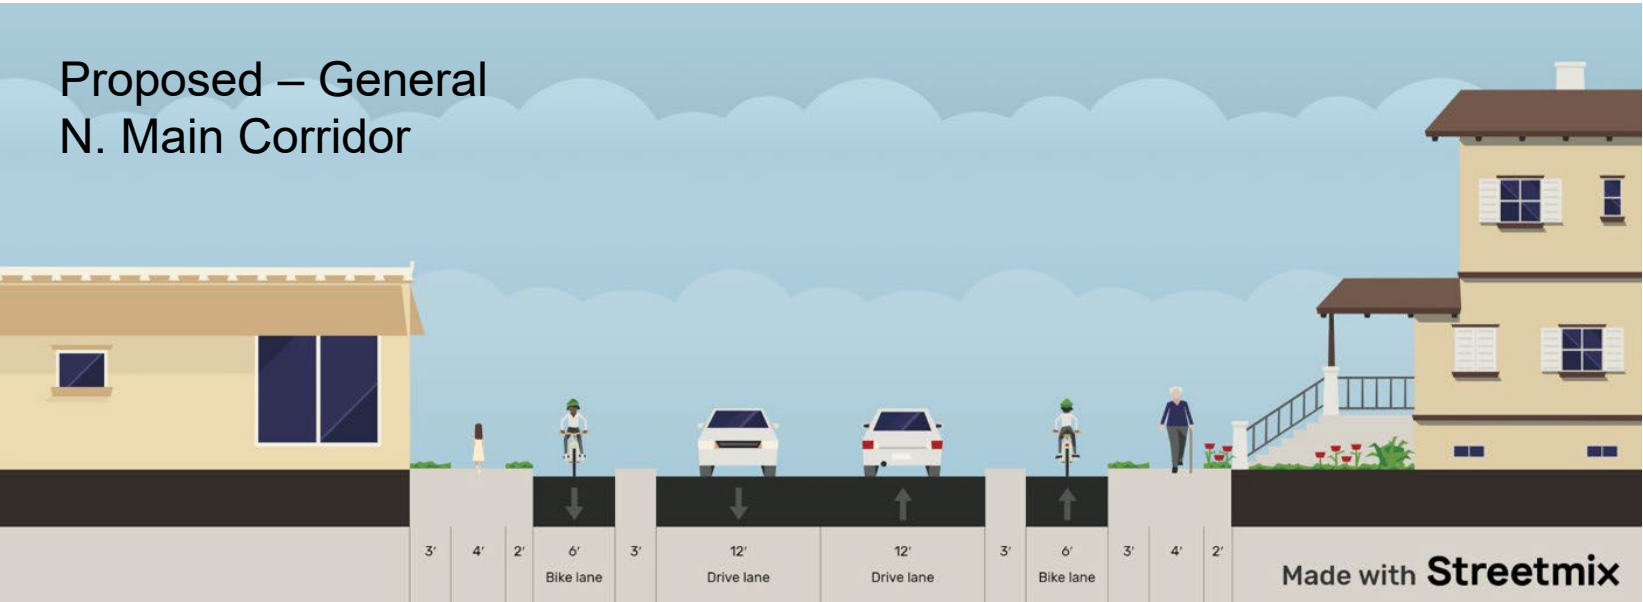 Proposed – General
N. Main Corridor
3' 4' 2' 6' 3' 12' 12' 3' 6' 3' 4' 2'
Bike lane Drive lane Drive lane Bike lane
Made with Streetmix